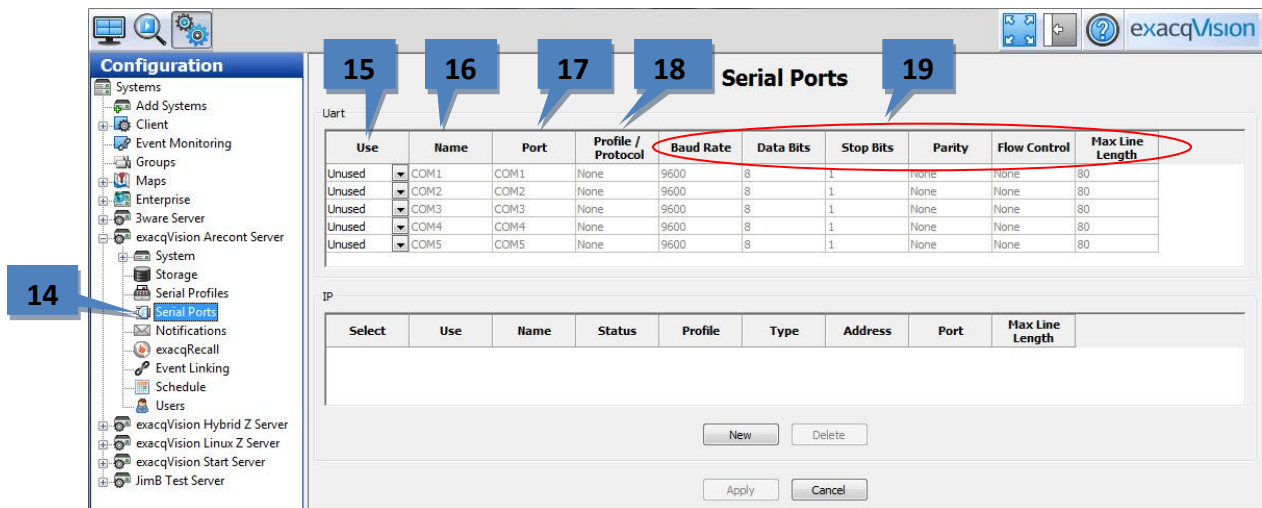 exacqVision
Configuration
Systems
Add Systems
Client
Event Monitoring
Groups
Maps
Enterprise
3ware Server
exacqVision Arecont Server
System
Storage
Serial Profiles
Serial Ports
Notifications
exacqRecall
Event Linking
Schedule
Users
exacqVision Hybrid Z Server
exacqVision Linux Z Server
exacqVision Start Server
JimB Test Server
14
15 16 17 18 19
Serial Ports
Uart
Use Name Port Profile / Protocol Baud Rate Data Bits Stop Bits Parity Flow Control Max Line Length
Unused COM1 COM1 None 9600 8 1 None None 80
Unused COM2 COM2 None 9600 8 1 None None 80
Unused COM3 COM3 None 9600 8 1 None None 80
Unused COM4 COM4 None 9600 8 1 None None 80
Unused COM5 COM5 None 9600 8 1 None None 80
IP
Select Use Name Status Profile Type Address Port Max Line Length
New Delete
Apply Cancel